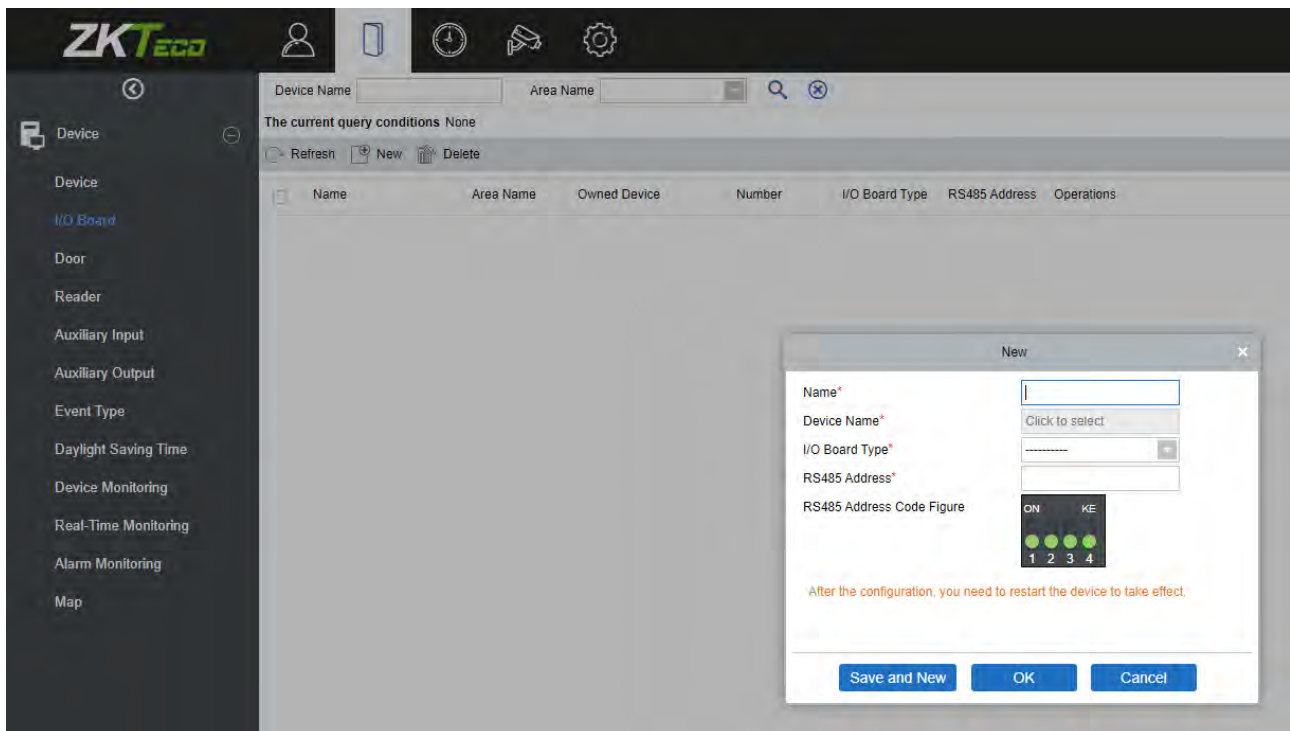 ZKTeco
Device Name Area Name
The current query conditions None
Refresh New Delete
Name Area Name Owned Device Number I/O Board Type RS485 Address Operations
Device
Device
I/O Board
Door
Reader
Auxiliary Input
Auxiliary Output
Event Type
Daylight Saving Time
Device Monitoring
Real-Time Monitoring
Alarm Monitoring
Map
New
Name*
Device Name* Click to select
I/O Board Type* ----------
RS485 Address*
RS485 Address Code Figure
ON KE
1 2 3 4
After the configuration, you need to restart the device to take effect.
Save and New OK Cancel